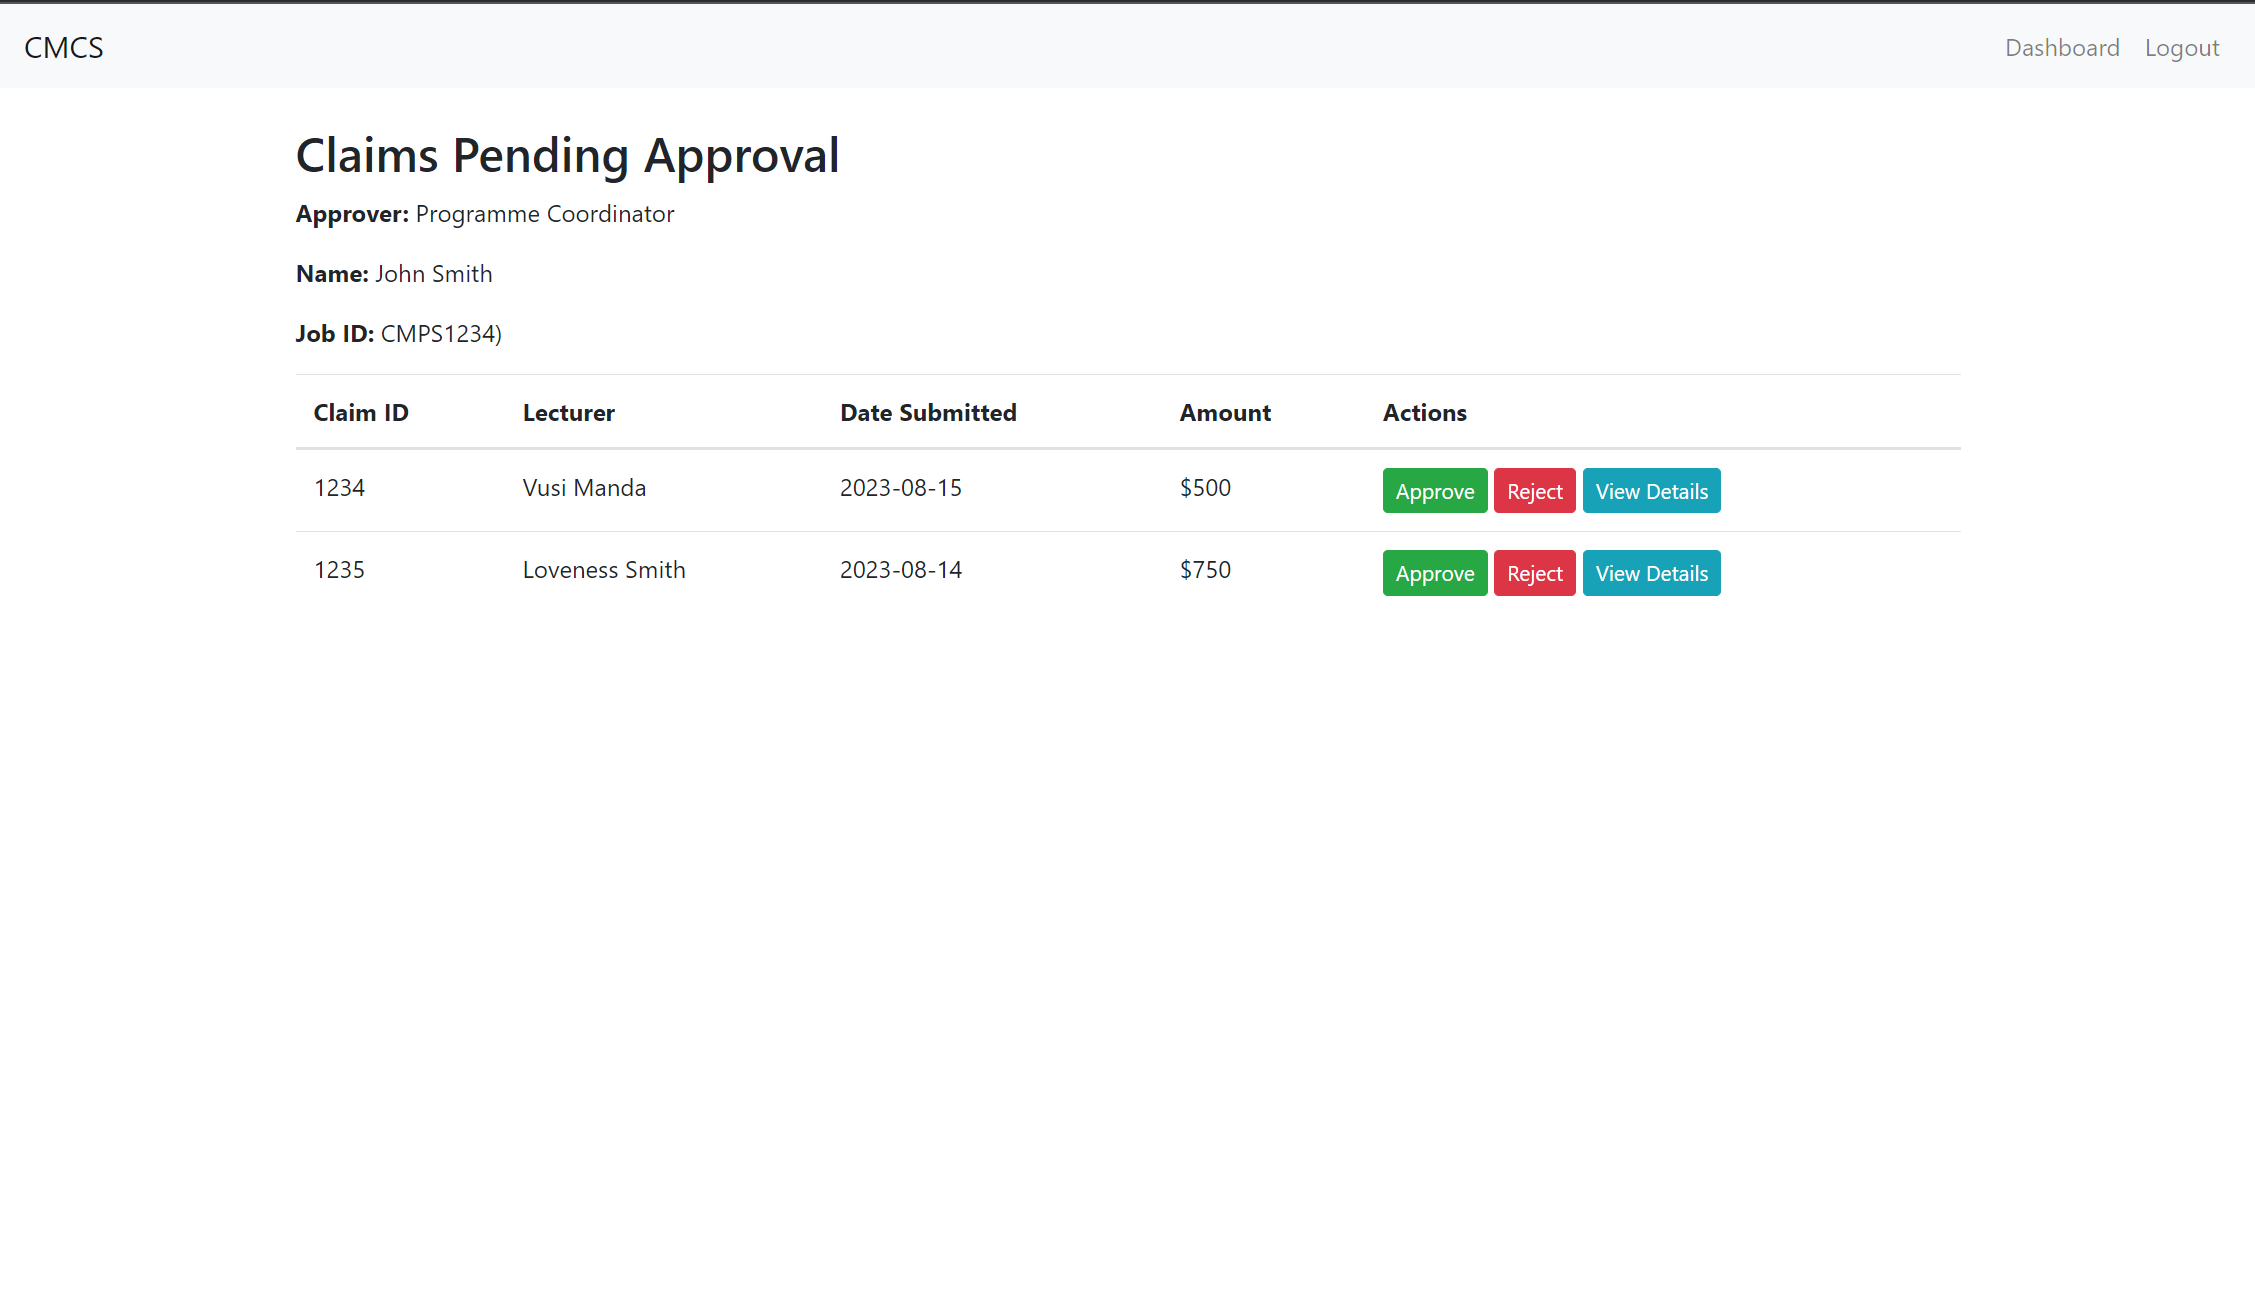 CMCS Dashboard Logout
Claims Pending Approval
Approver: Programme Coordinator
Name: John Smith
Job ID: CMPS1234)
Claim ID Lecturer Date Submitted Amount Actions
1234 Vusi Manda 2023-08-15 $500 Approve Reject View Details
1235 Loveness Smith 2023-08-14 $750 Approve Reject View Details